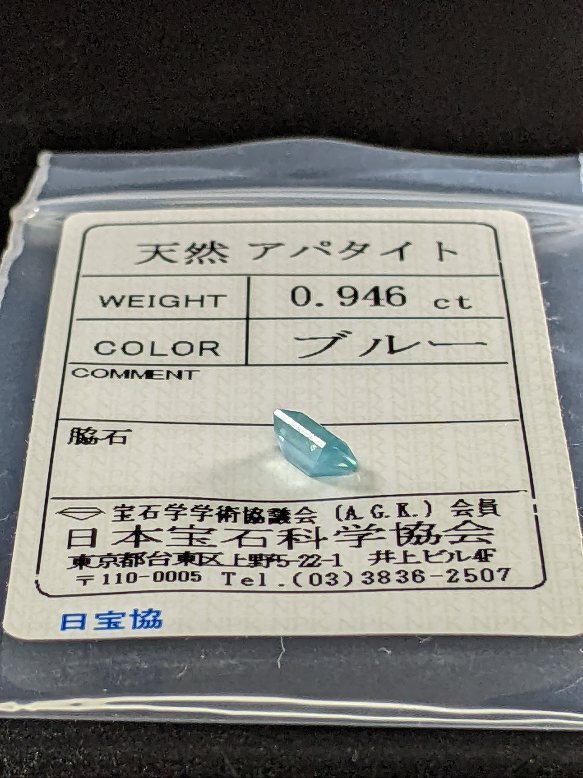 天然 アパタイト
WEIGHT 0.946 ct
COLOR ブルー
COMMENT
脇石
宝石学学術協議会 (A.G.K.) 会員
日本宝石科学協会
東京都台東区上野5-22-1 井上ビル4F
〒110-0005 Tel.(03)3836-2507
日宝協